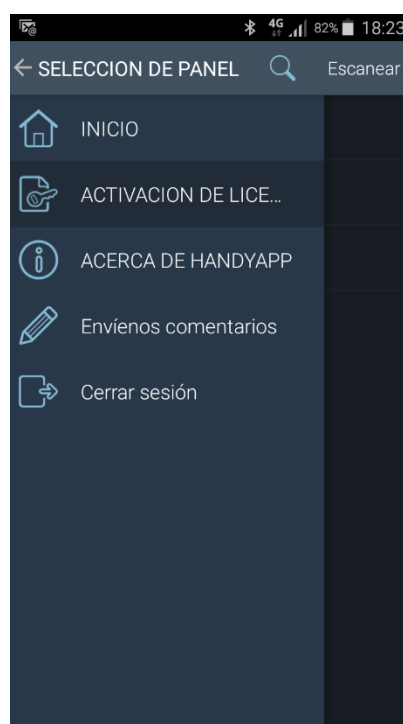 4G 82% 18:23
SELECCION DE PANEL Escanear
INICIO
ACTIVACION DE LICE...
ACERCA DE HANDYAPP
Envíenos comentarios
Cerrar sesión